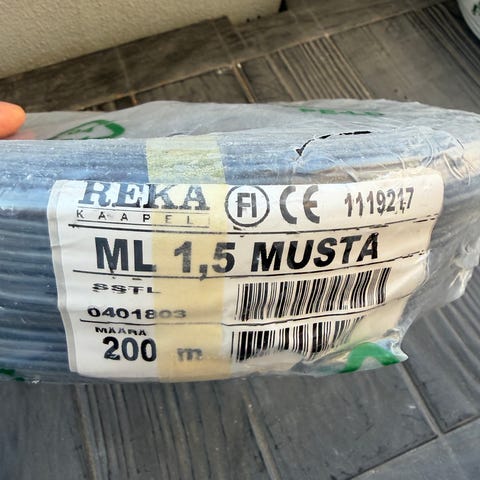 REKA
KAAPELI
FI CE 1119217
ML 1,5 MUSTA
SSTL
0401803
MÄÄRÄ
200 m